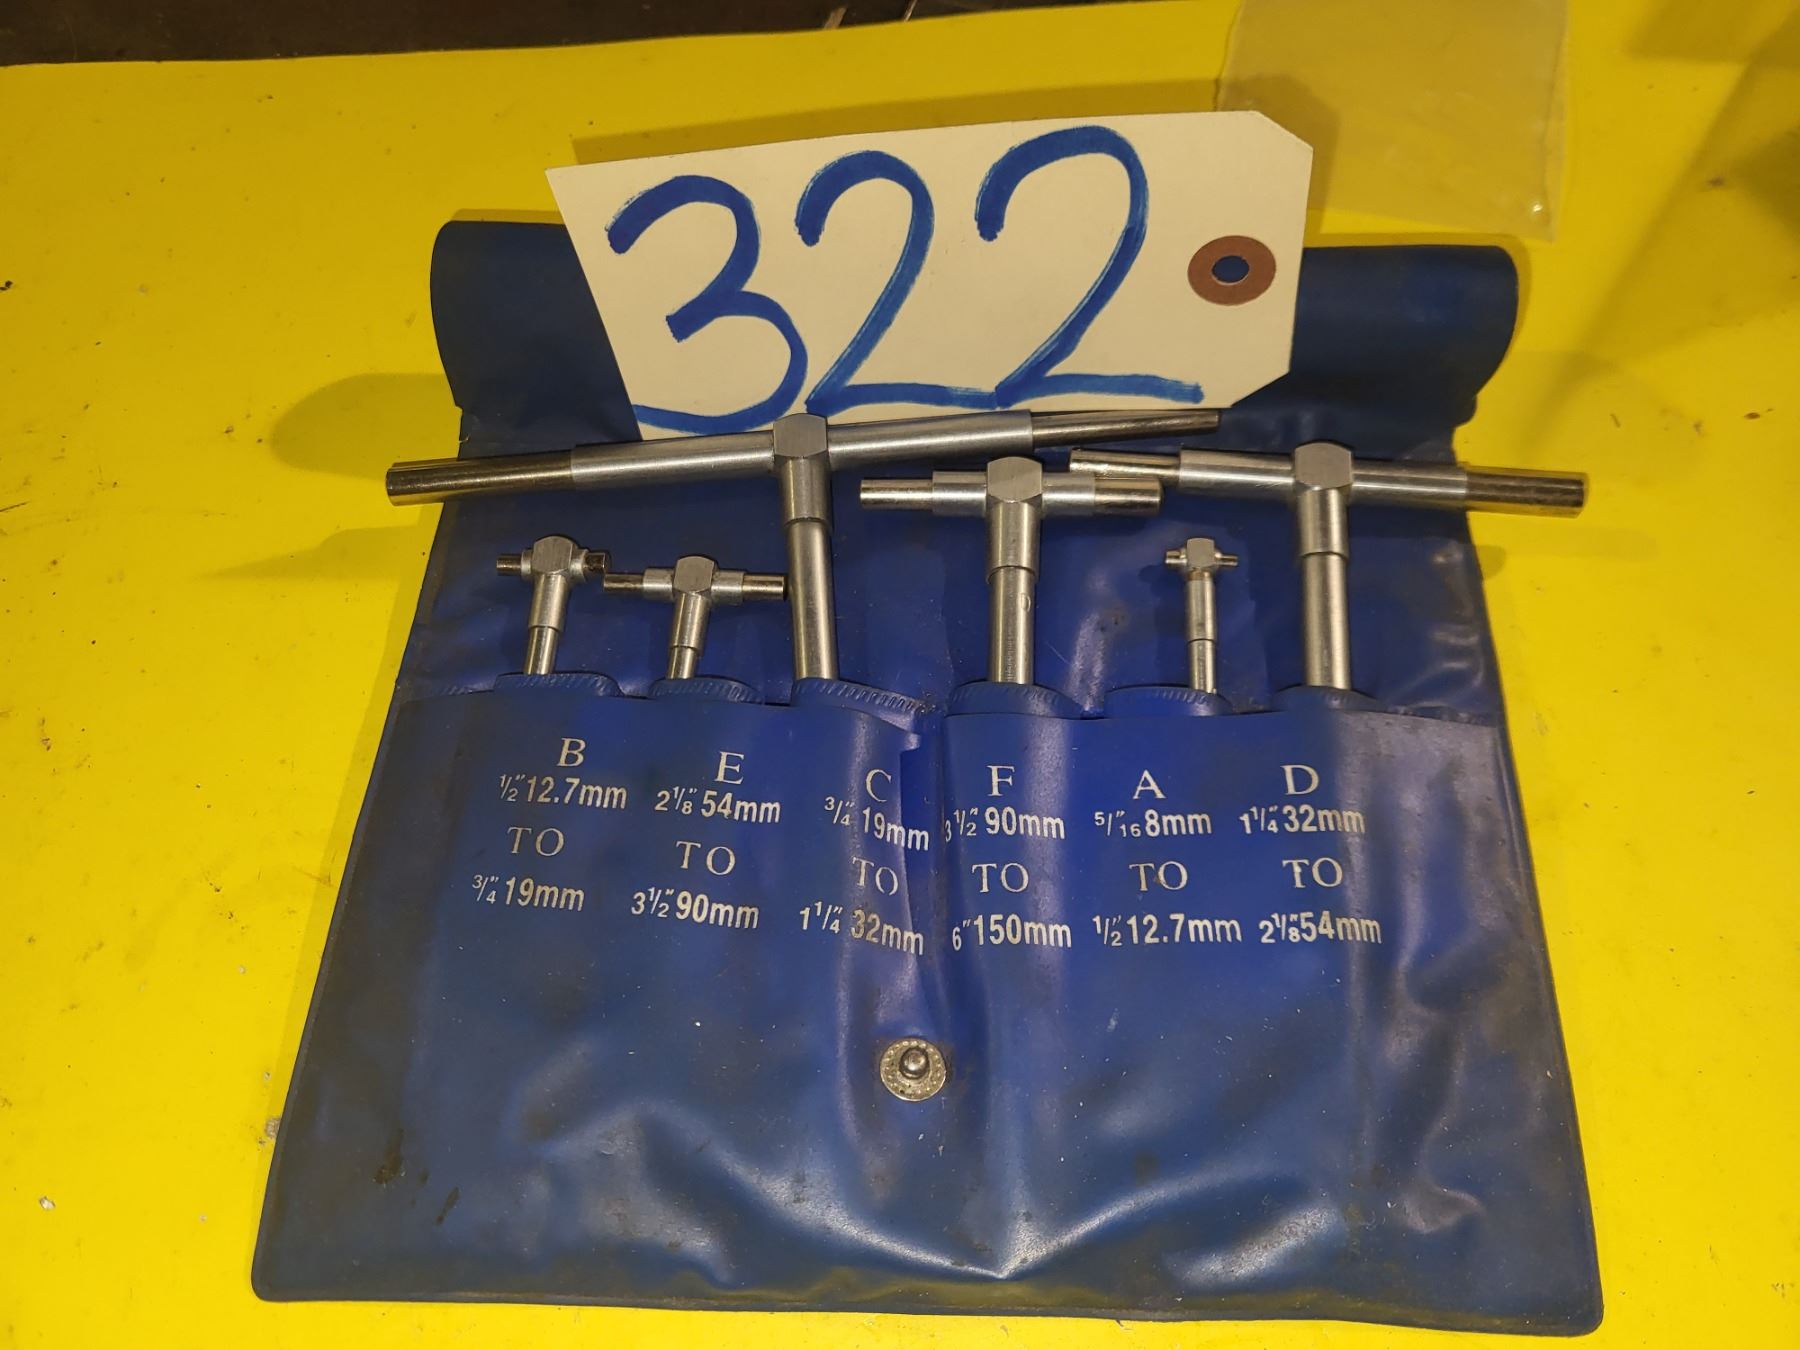 322
B
1/2" 12.7mm
TO
3/4" 19mm
E
2 1/8" 54mm
TO
3 1/2" 90mm
C
3/4" 19mm
TO
1 1/4" 32mm
F
3 1/2" 90mm
TO
6" 150mm
A
5/16" 8mm
TO
1/2" 12.7mm
D
1 1/4" 32mm
TO
2 1/8" 54mm